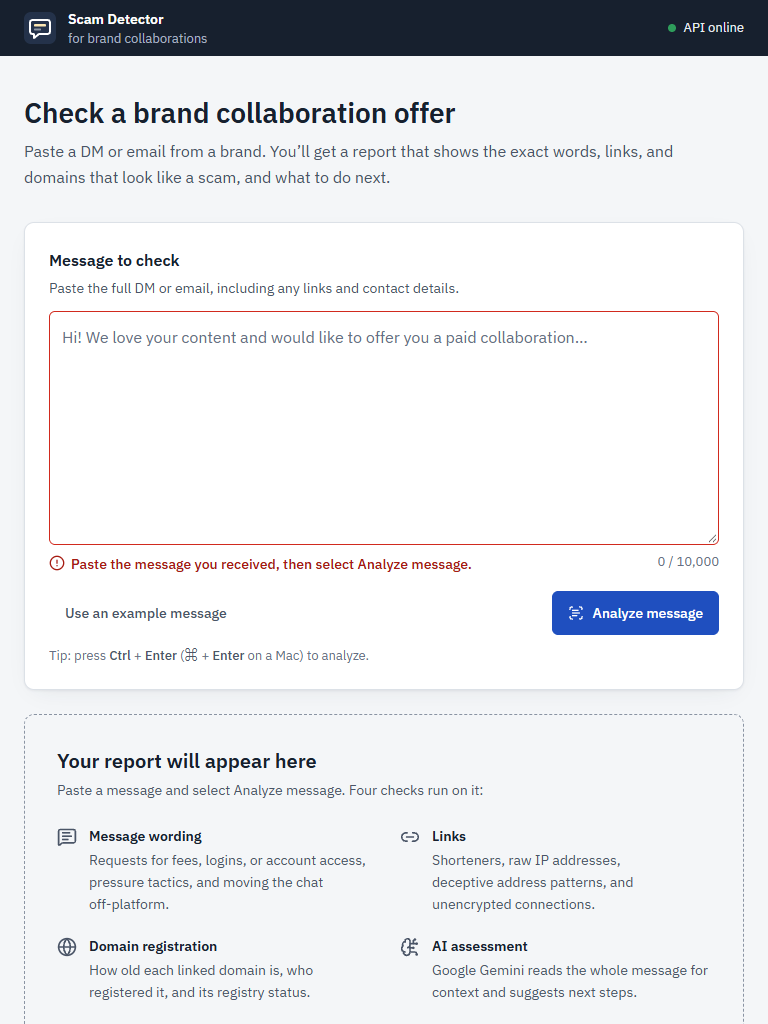 Scam Detector
for brand collaborations
API online
Check a brand collaboration offer
Paste a DM or email from a brand. You’ll get a report that shows the exact words, links, and
domains that look like a scam, and what to do next.
Message to check
Paste the full DM or email, including any links and contact details.
Hi! We love your content and would like to offer you a paid collaboration…
Paste the message you received, then select Analyze message.
0 / 10,000
Use an example message
Analyze message
Tip: press Ctrl + Enter (⌘ + Enter on a Mac) to analyze.
Your report will appear here
Paste a message and select Analyze message. Four checks run on it:
Message wording
Requests for fees, logins, or account access,
pressure tactics, and moving the chat
off-platform.
Links
Shorteners, raw IP addresses,
deceptive address patterns, and
unencrypted connections.
Domain registration
How old each linked domain is, who
registered it, and its registry status.
AI assessment
Google Gemini reads the whole message for
context and suggests next steps.